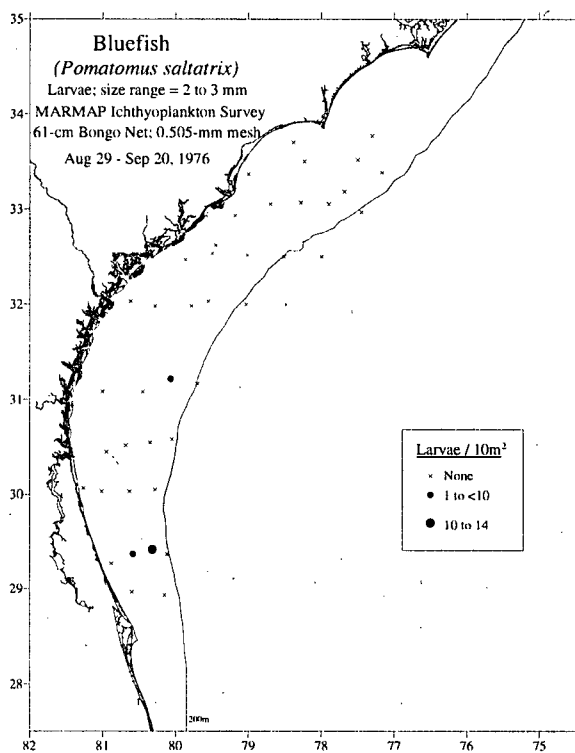 35
Bluefish
(Pomatomus saltatrix)
Larvae; size range = 2 to 3 mm
MARMAP Ichthyoplankton Survey
61-cm Bongo Net; 0.505-mm mesh
Aug 29 - Sep 20, 1976
34
33
32
31
30
29
28
Larvae / 10m²
× None
● 1 to <10
● 10 to 14
200m
82 81 80 79 78 77 76 75